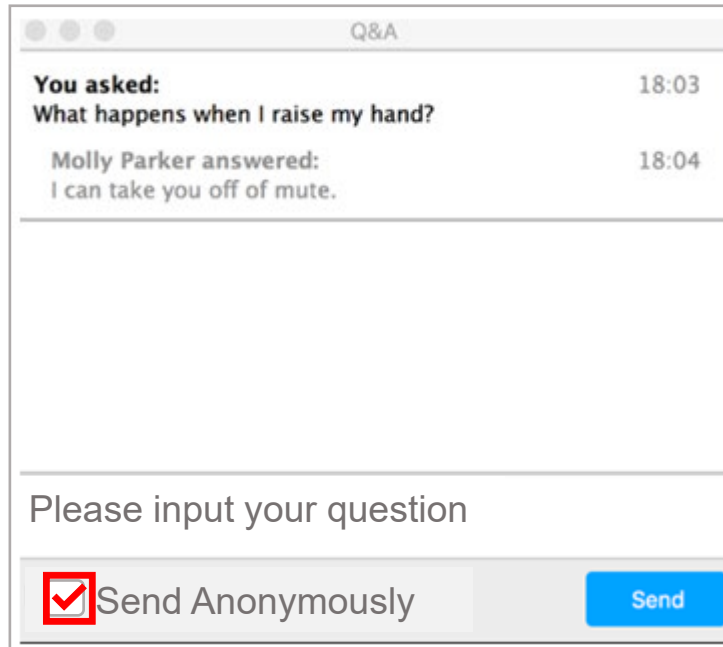 Q&A
You asked: 18:03
What happens when I raise my hand?
Molly Parker answered: 18:04
I can take you off of mute.
Please input your question
Send Anonymously Send